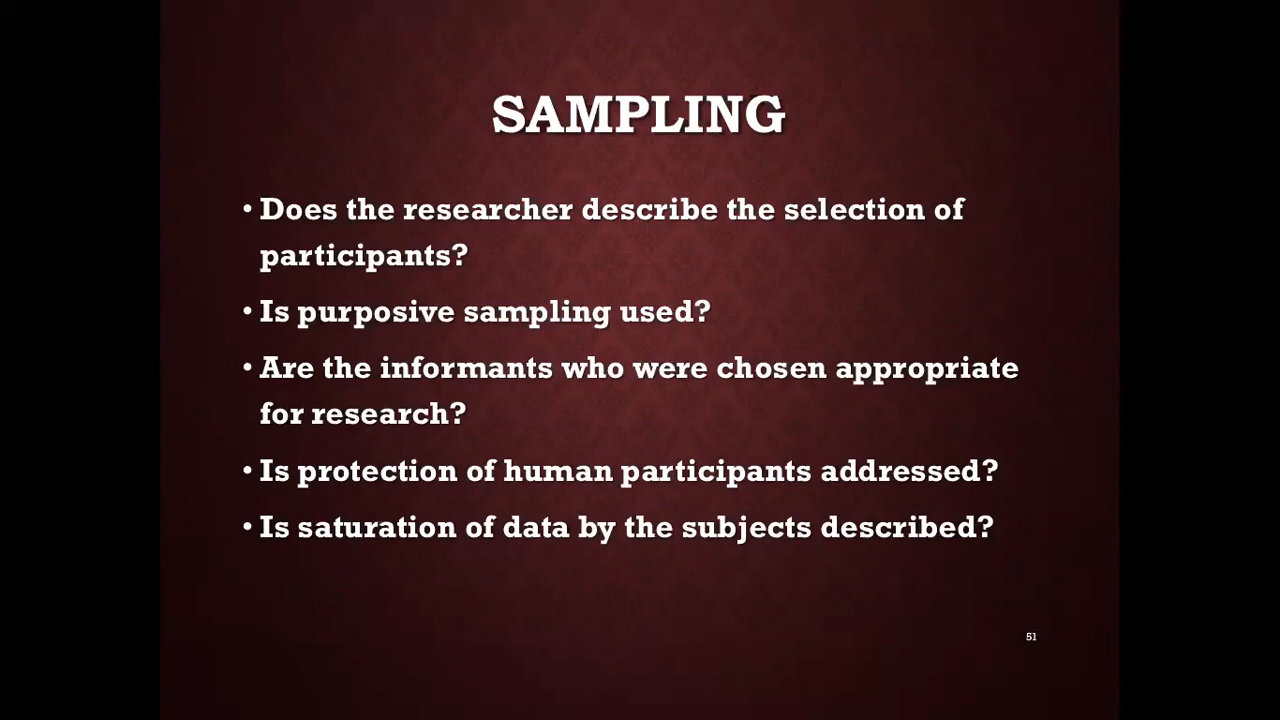 SAMPLING
• Does the researcher describe the selection of
participants?
• Is purposive sampling used?
• Are the informants who were chosen appropriate
for research?
• Is protection of human participants addressed?
• Is saturation of data by the subjects described?
51